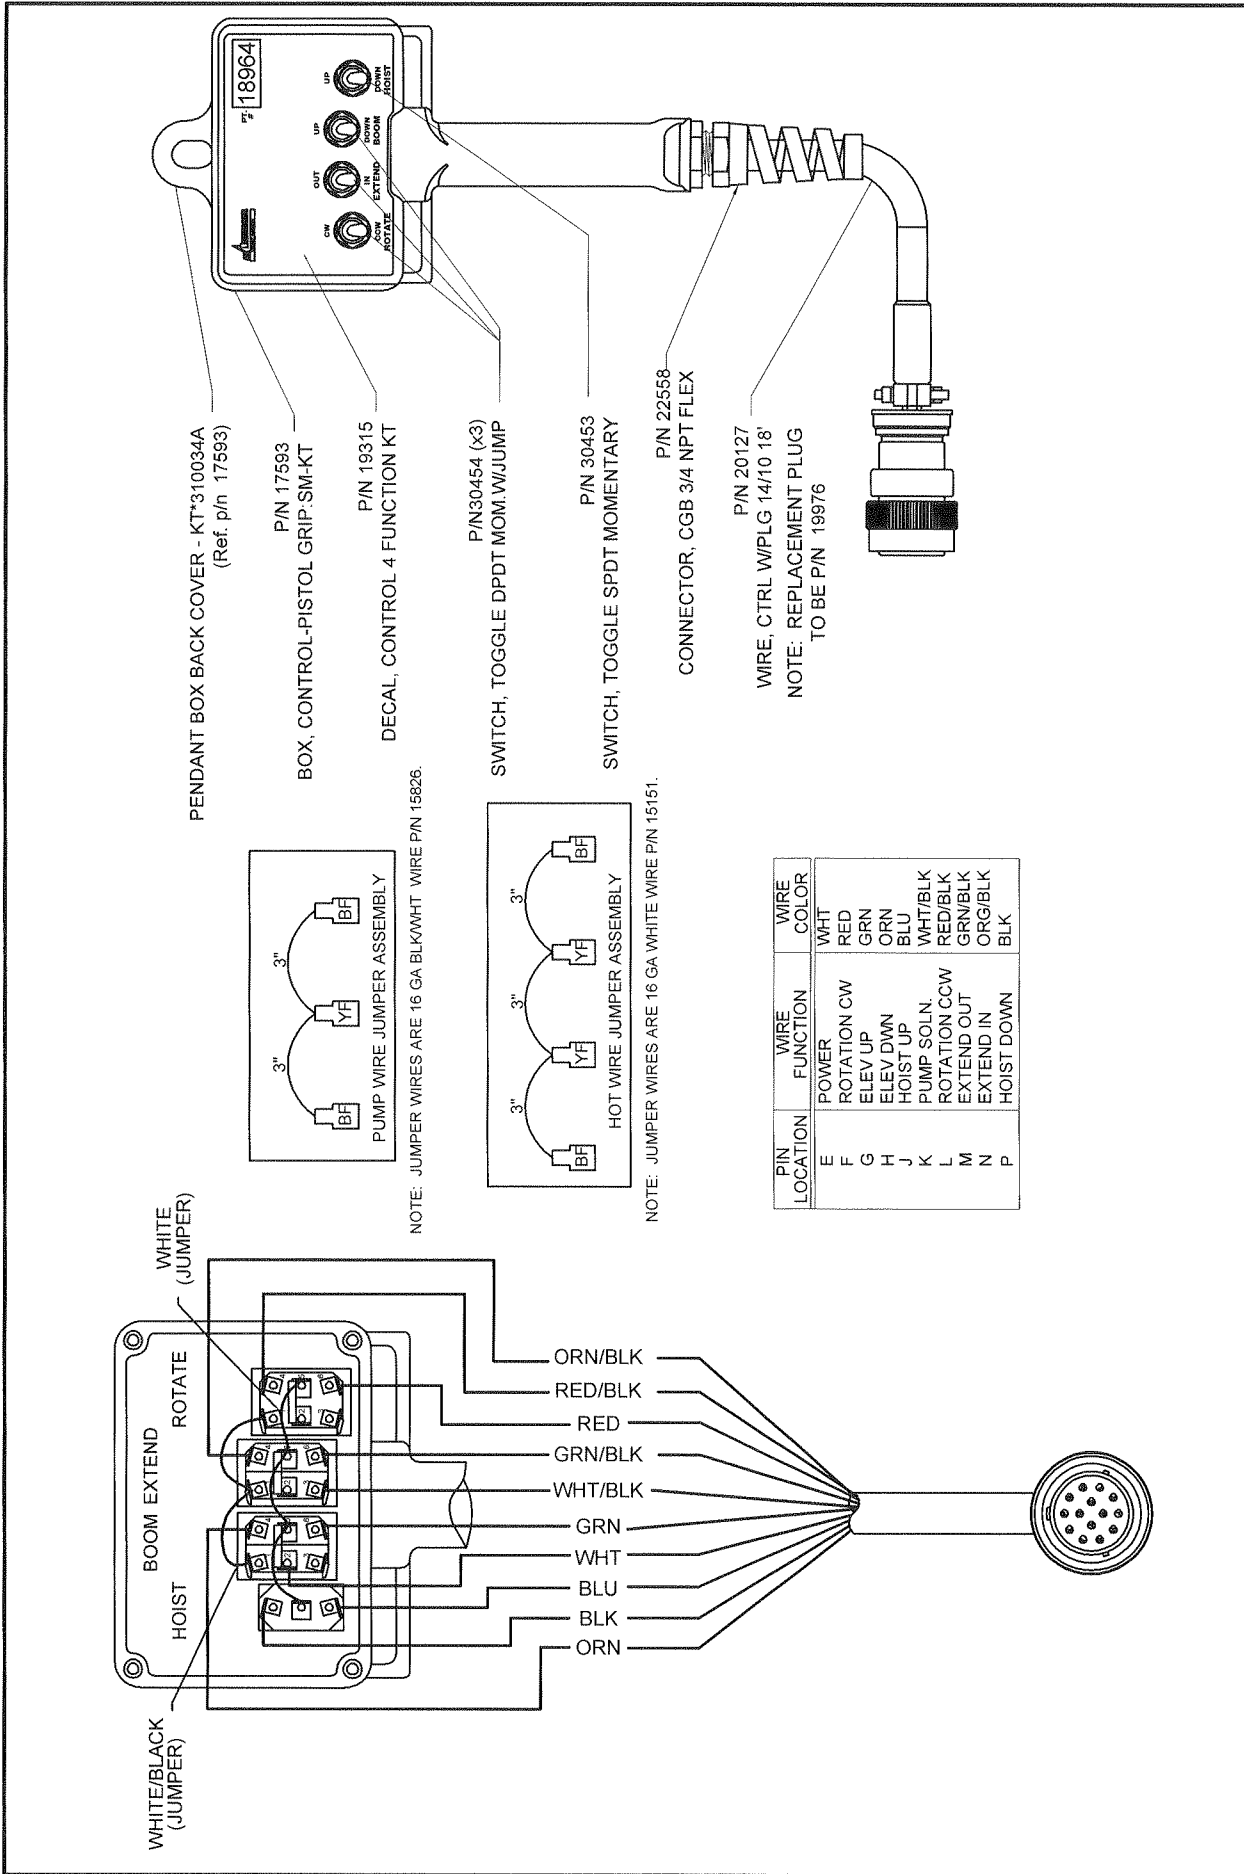 PENDANT BOX BACK COVER - KT*310034A
(Ref. p/n 17593)
P/N 17593
BOX, CONTROL-PISTOL GRIP:SM-KT
P/N 19315
DECAL, CONTROL 4 FUNCTION KT
P/N30454 (x3)
SWITCH, TOGGLE DPDT MOM.W/JUMP
P/N 30453
SWITCH, TOGGLE SPDT MOMENTARY
P/N 22558
CONNECTOR, CGB 3/4 NPT FLEX
P/N 20127
WIRE, CTRL W/PLG 14/10 18'
NOTE: REPLACEMENT PLUG
TO BE P/N 19976
PT-
#
18964
CW
OUT
UP
UP
CCW
IN
DOWN
DOWN
ROTATE
EXTEND
BOOM
HOIST
3"
3"
BF
YF
BF
PUMP WIRE JUMPER ASSEMBLY
NOTE: JUMPER WIRES ARE 16 GA BLK/WHT WIRE P/N 15826.
3"
3"
3"
BF
YF
YF
BF
HOT WIRE JUMPER ASSEMBLY
NOTE: JUMPER WIRES ARE 16 GA WHITE WIRE P/N 15151.
PIN LOCATION WIRE FUNCTION WIRE COLOR
E POWER WHT
F ROTATION CW RED
G ELEV UP GRN
H ELEV DWN ORN
J HOIST UP BLU
K PUMP SOLN. WHT/BLK
L ROTATION CCW RED/BLK
M EXTEND OUT GRN/BLK
N EXTEND IN ORG/BLK
P HOIST DOWN BLK
WHITE/BLACK
(JUMPER)
WHITE
(JUMPER)
HOIST
BOOM EXTEND
ROTATE
ORN/BLK
RED/BLK
RED
GRN/BLK
WHT/BLK
GRN
WHT
BLU
BLK
ORN